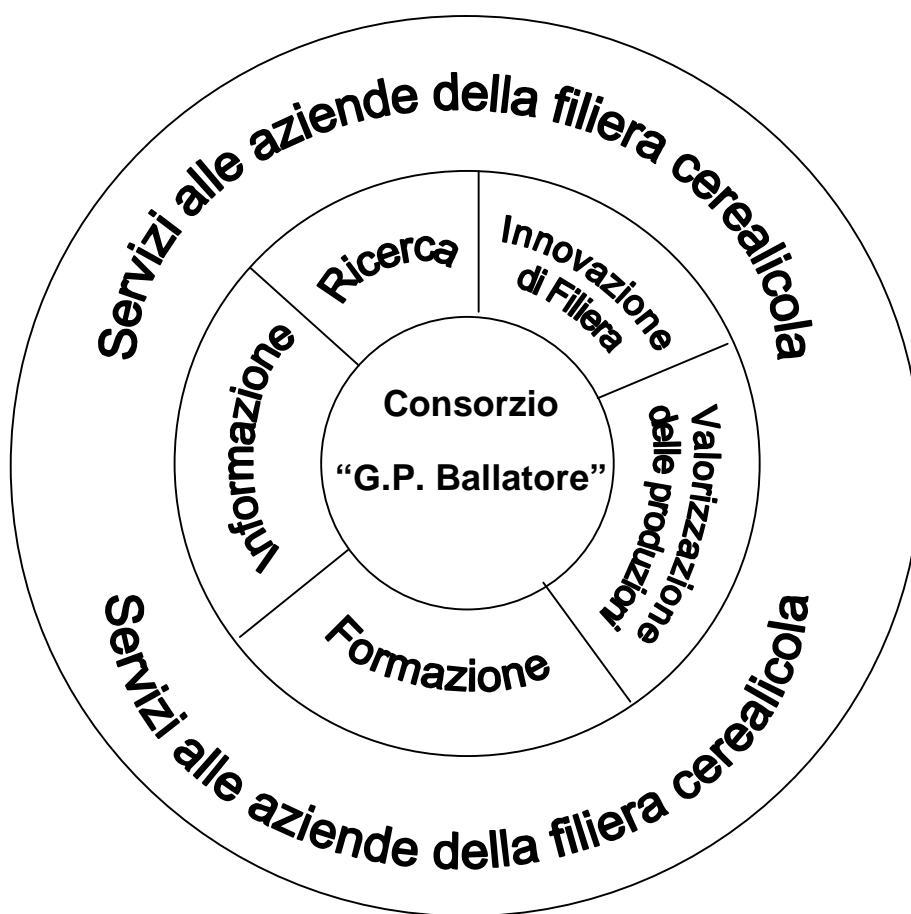 Servizi alle aziende della filiera cerealicola
Ricerca
Innovazione
di Filiera
Informazione
Consorzio
“G.P. Ballatore”
Valorizzazione
delle produzioni
Formazione
Servizi alle aziende della filiera cerealicola